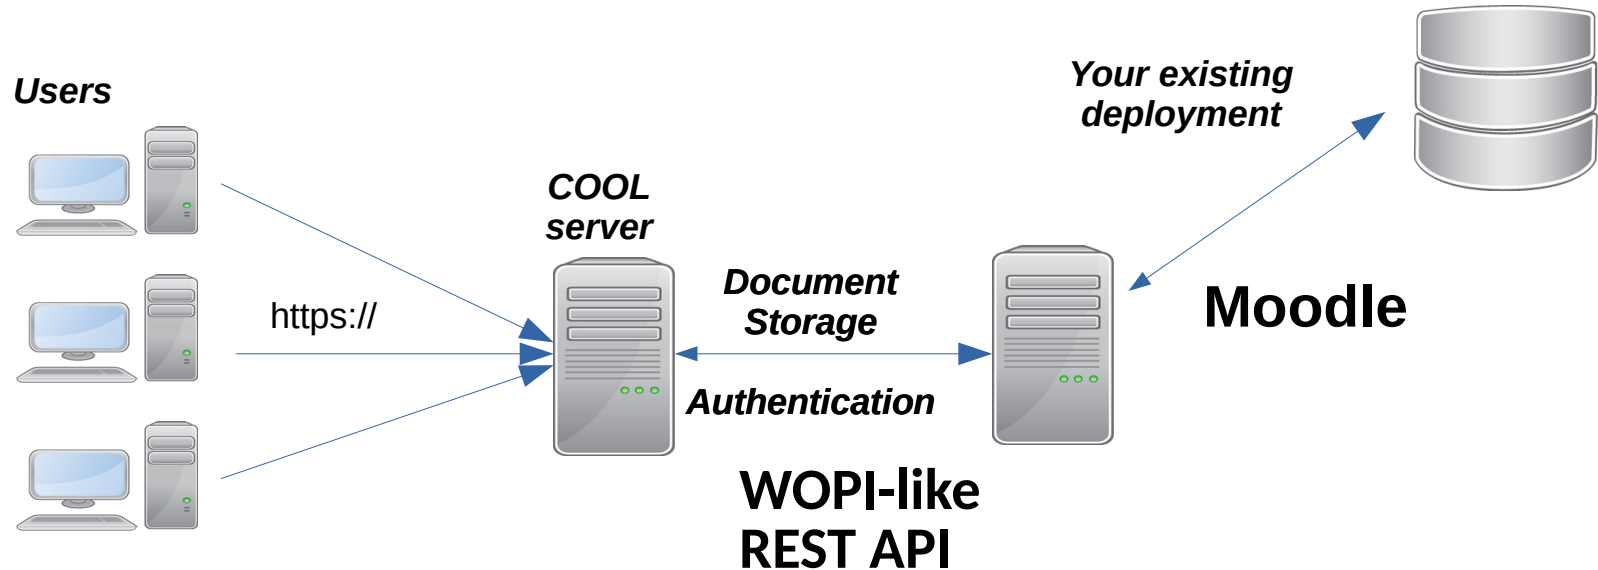 Users
https://
COOL
server
Document
Storage
Authentication
WOPI-like
REST API
Your existing
deployment
Moodle